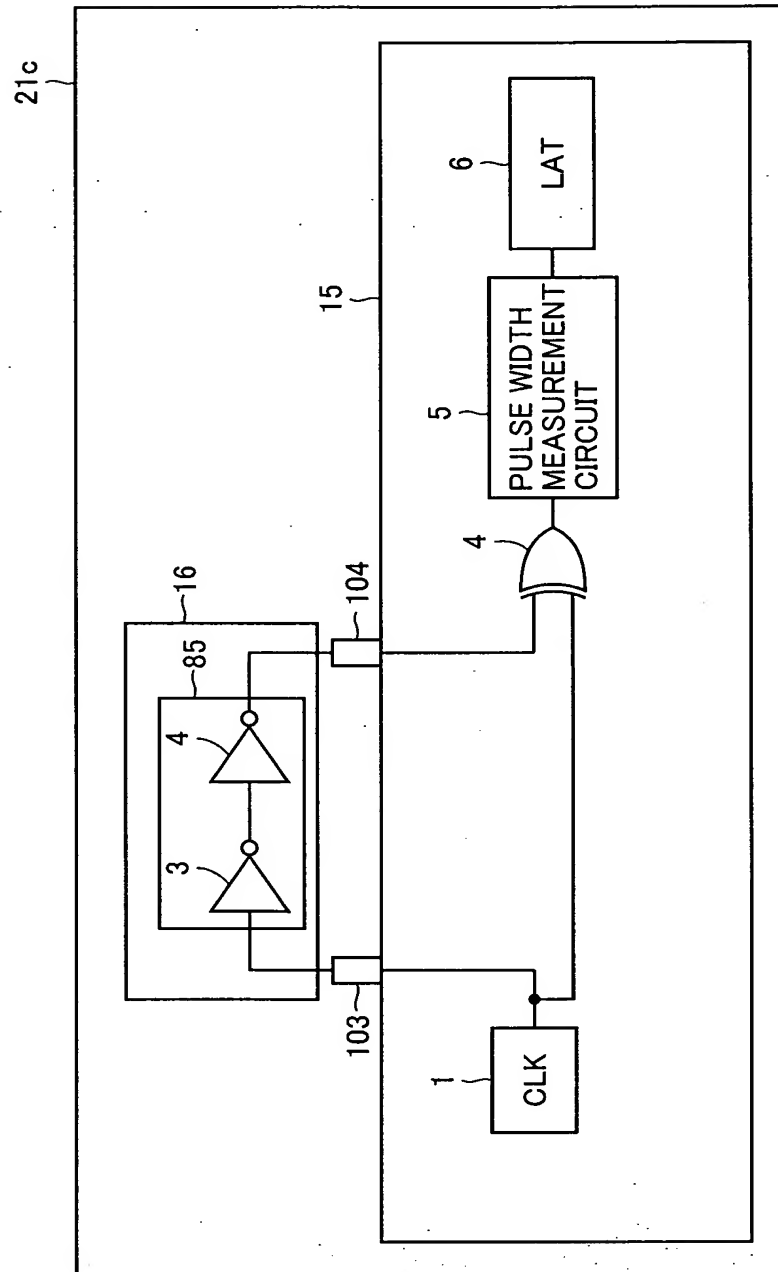 21c
16
85
3
4
103
104
15
1
CLK
4
5
PULSE WIDTH
MEASUREMENT
CIRCUIT
6
LAT